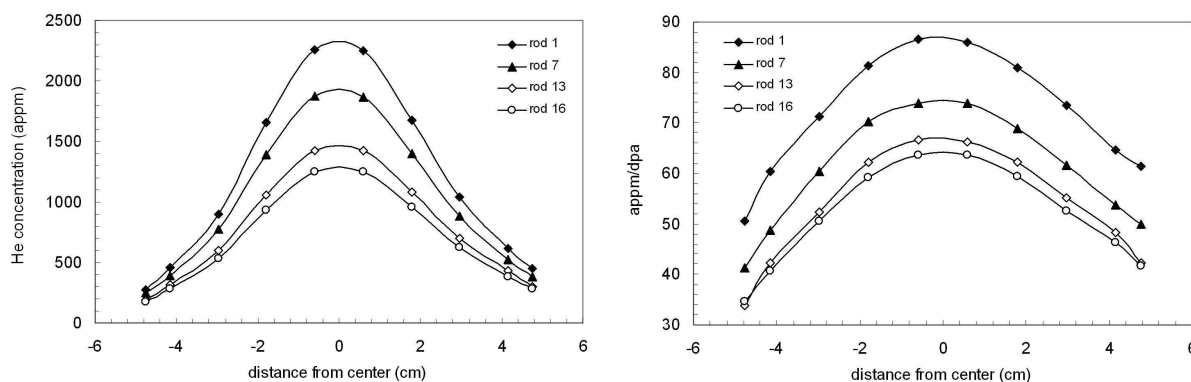 He concentration (appm)
2500
2000
1500
1000
500
0
-6 -4 -2 0 2 4 6
distance from center (cm)
rod 1
rod 7
rod 13
rod 16
appm/dpa
90
80
70
60
50
40
30
-6 -4 -2 0 2 4 6
distance from center (cm)
rod 1
rod 7
rod 13
rod 16